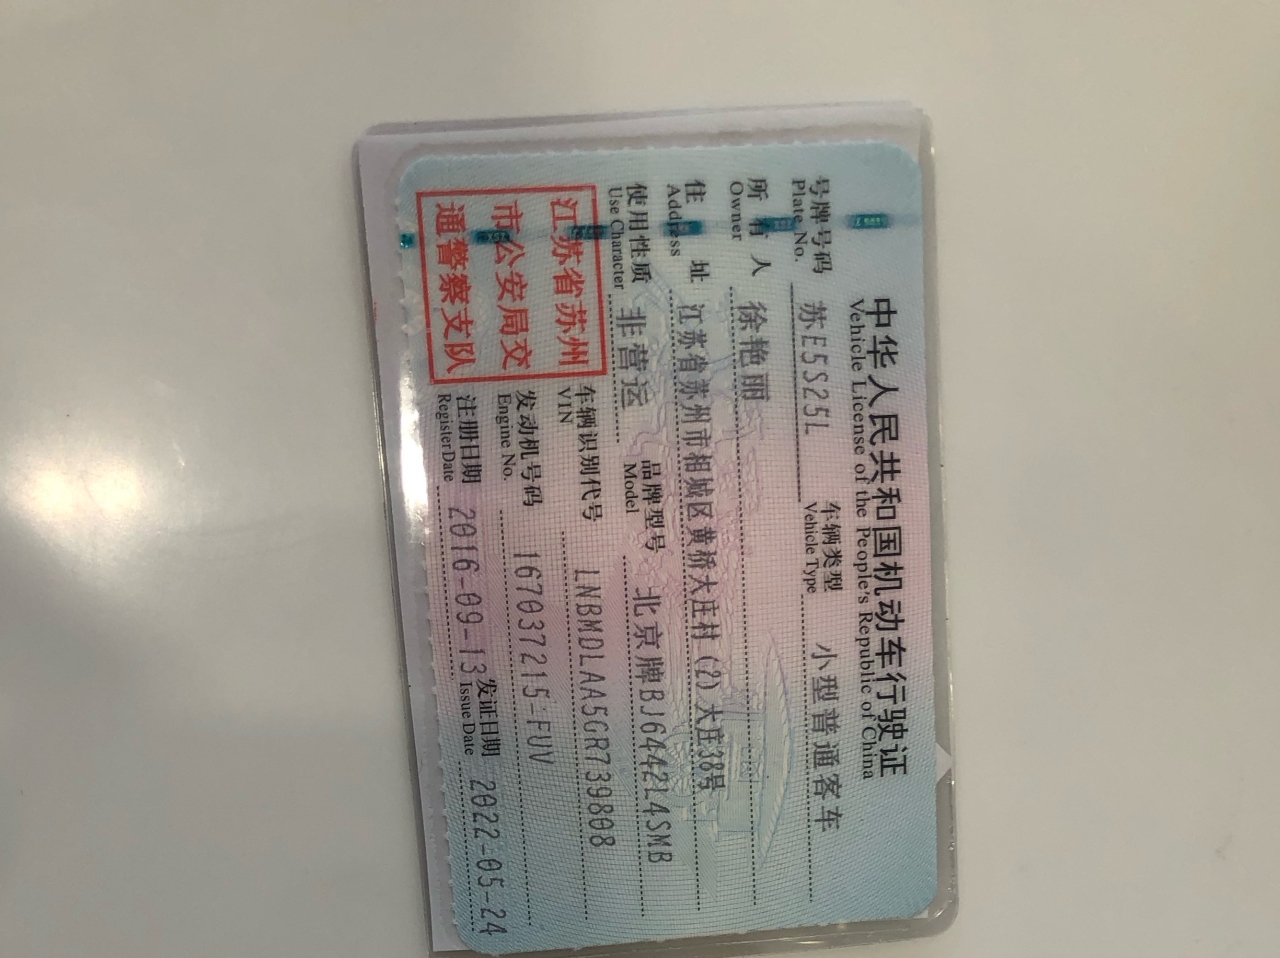 中华人民共和国机动车行驶证
Vehicle License of the People's Republic of China
号牌号码 苏E5S25L 车辆类型 小型普通客车
Plate No. Vehicle Type
所有人 徐艳丽
Owner
住址 江苏省苏州市相城区黄桥大庄村(2)大庄38号
Address
使用性质 非营运 品牌型号 北京牌BJ6442L4SMB
Use Character Model
江苏省苏州
市公安局交
通警察支队
车辆识别代号 LNBMDLAA5GR739808
VIN
发动机号码 167037215-FUV
Engine No.
注册日期 2016-09-13 发证日期 2022-05-24
Register Date Issue Date